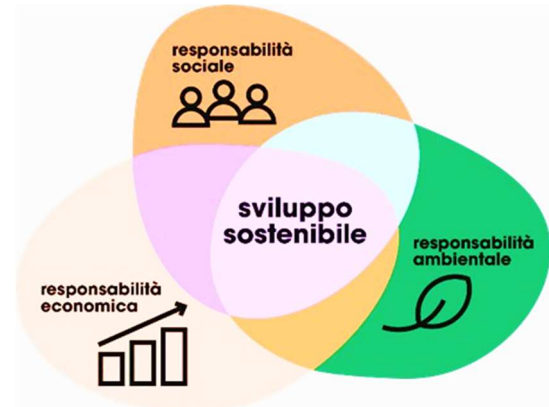 responsabilità
sociale
sviluppo
sostenibile
responsabilità
ambientale
responsabilità
economica